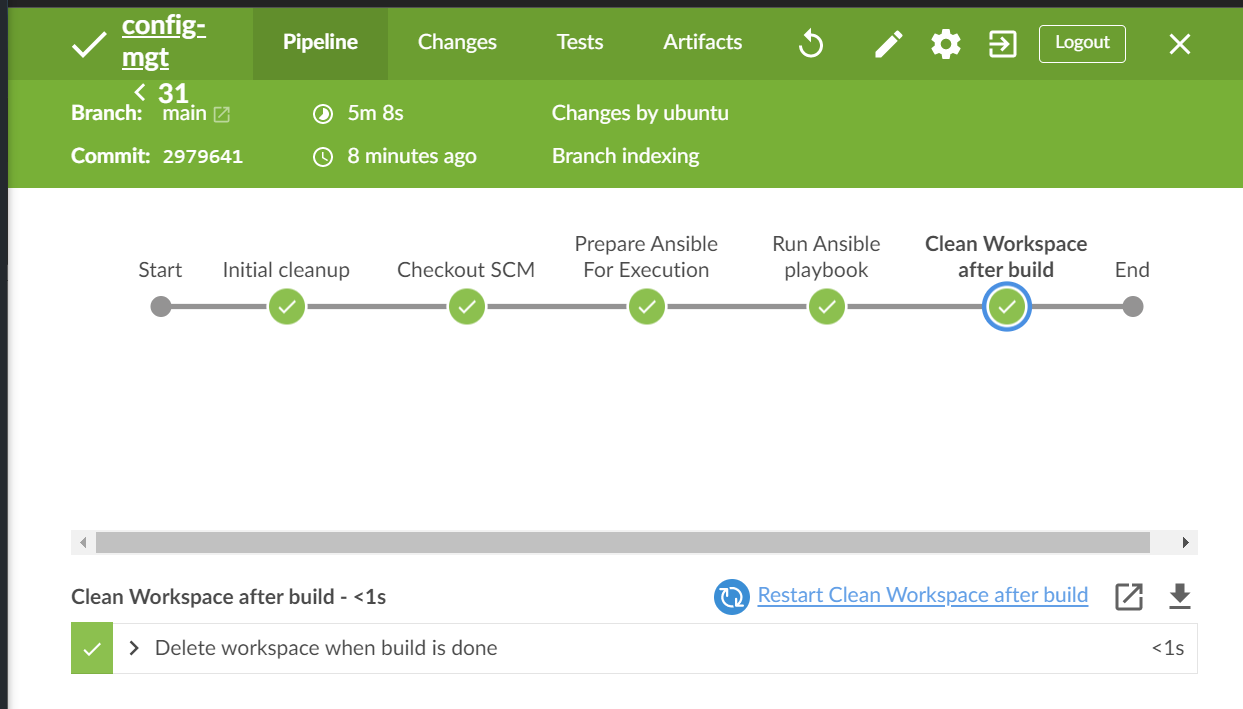 config-
mgt
< 31
Pipeline
Changes
Tests
Artifacts
Logout
Branch: main
5m 8s
Changes by ubuntu
Commit: 2979641
8 minutes ago
Branch indexing
Start
Initial cleanup
Checkout SCM
Prepare Ansible
For Execution
Run Ansible
playbook
Clean Workspace
after build
End
Clean Workspace after build - <1s
Restart Clean Workspace after build
Delete workspace when build is done
<1s